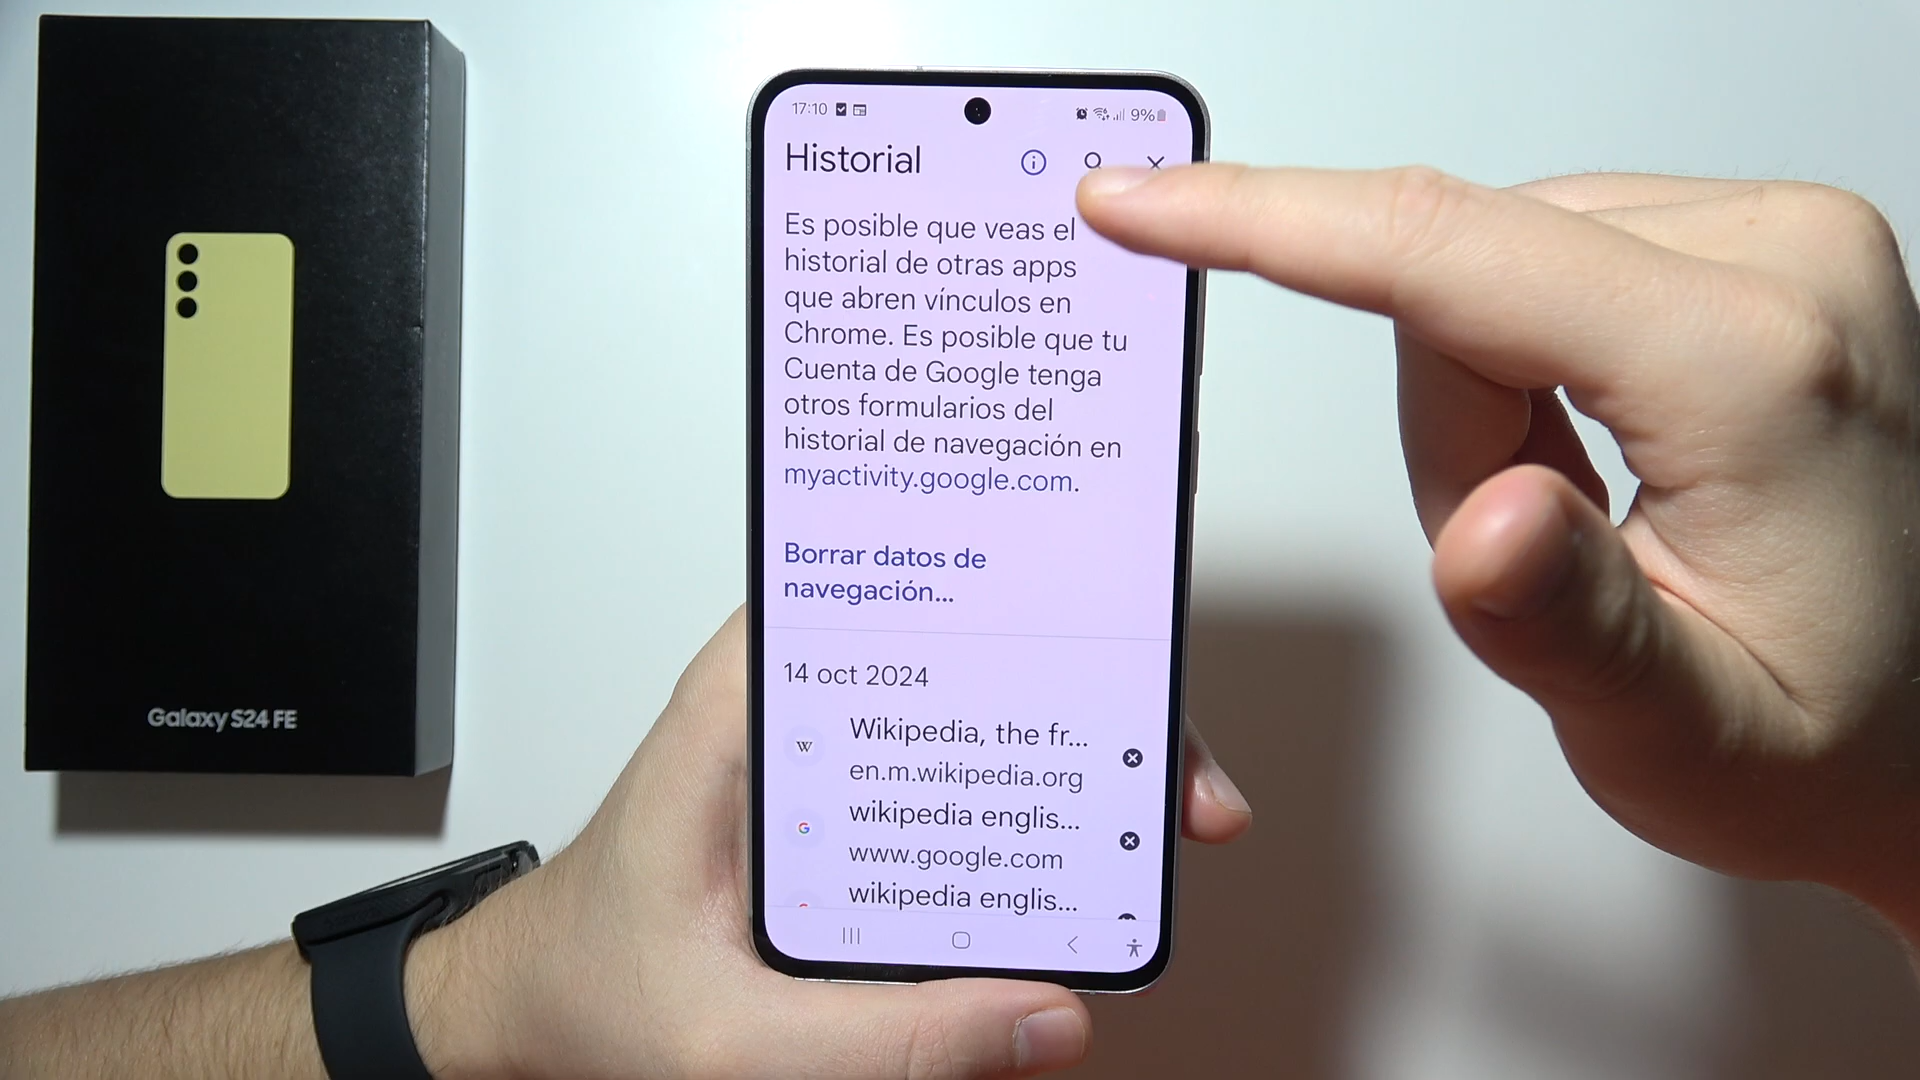 17:10
9%
Historial
Es posible que veas el
historial de otras apps
que abren vínculos en
Chrome. Es posible que tu
Cuenta de Google tenga
otros formularios del
historial de navegación en
myactivity.google.com.
Borrar datos de
navegación...
14 oct 2024
Wikipedia, the fr...
W
en.m.wikipedia.org
wikipedia englis...
G
www.google.com
wikipedia englis...
Galaxy S24 FE